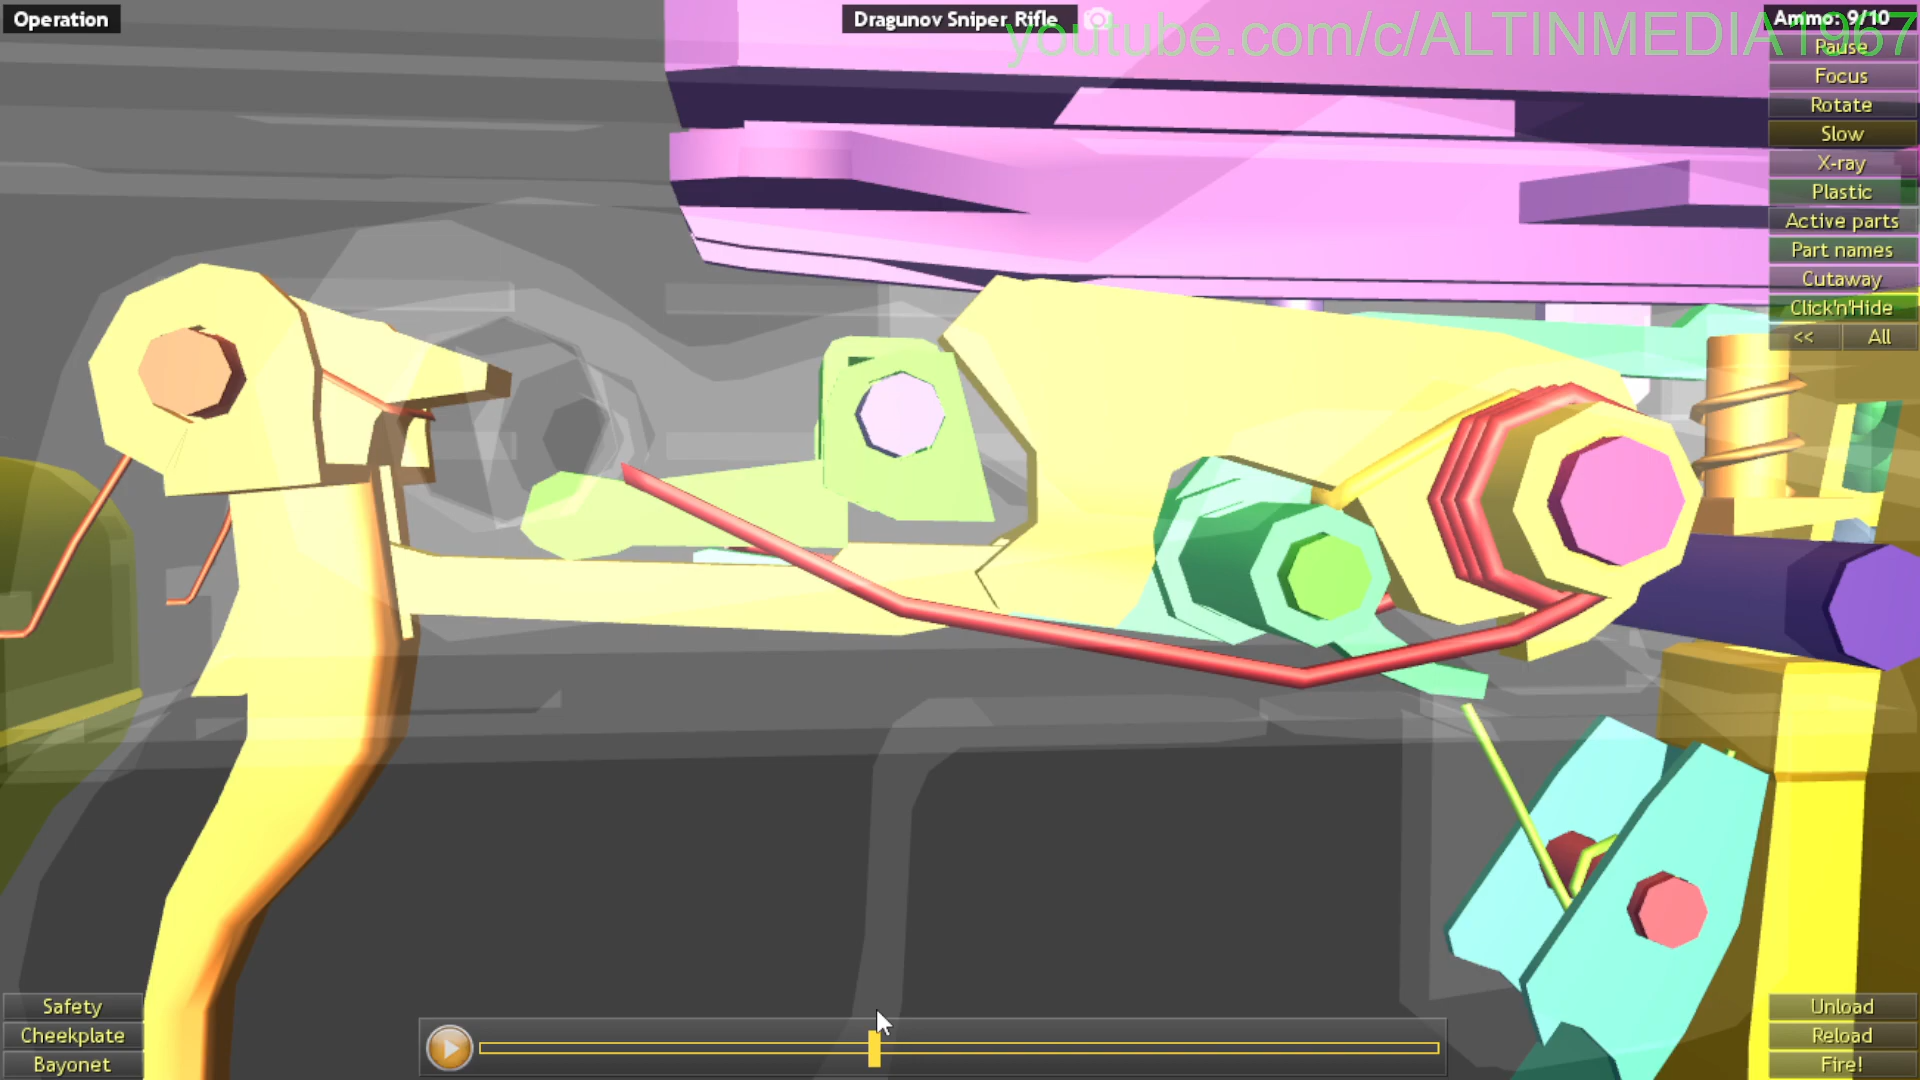 Operation
Dragunov Sniper Rifle
Ammo: 9/10
youtube.com/c/ALTINMEDIA1967
Pause
Focus
Rotate
Slow
X-ray
Plastic
Active parts
Part names
Cutaway
Click'n'Hide
<< All
Safety
Cheekplate
Bayonet
Unload
Reload
Fire!